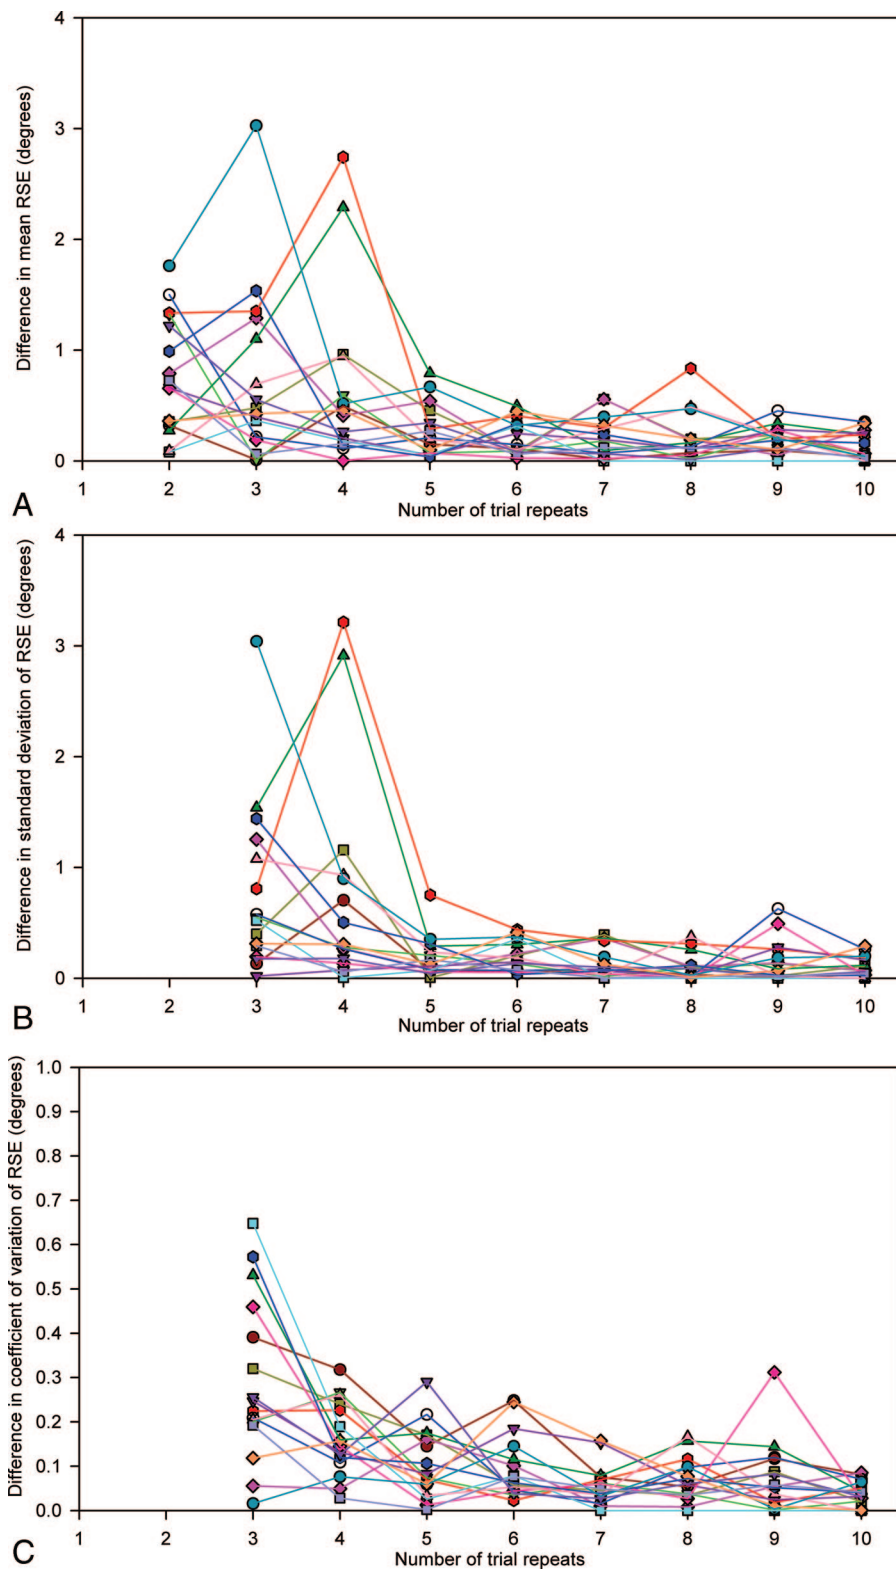 4
3
2
1
0
Difference in mean RSE (degrees)
1 2 3 4 5 6 7 8 9 10
Number of trial repeats
A
4
3
2
1
0
Difference in standard deviation of RSE (degrees)
1 2 3 4 5 6 7 8 9 10
Number of trial repeats
B
1.0
0.9
0.8
0.7
0.6
0.5
0.4
0.3
0.2
0.1
0.0
Difference in coefficient of variation of RSE (degrees)
1 2 3 4 5 6 7 8 9 10
Number of trial repeats
C